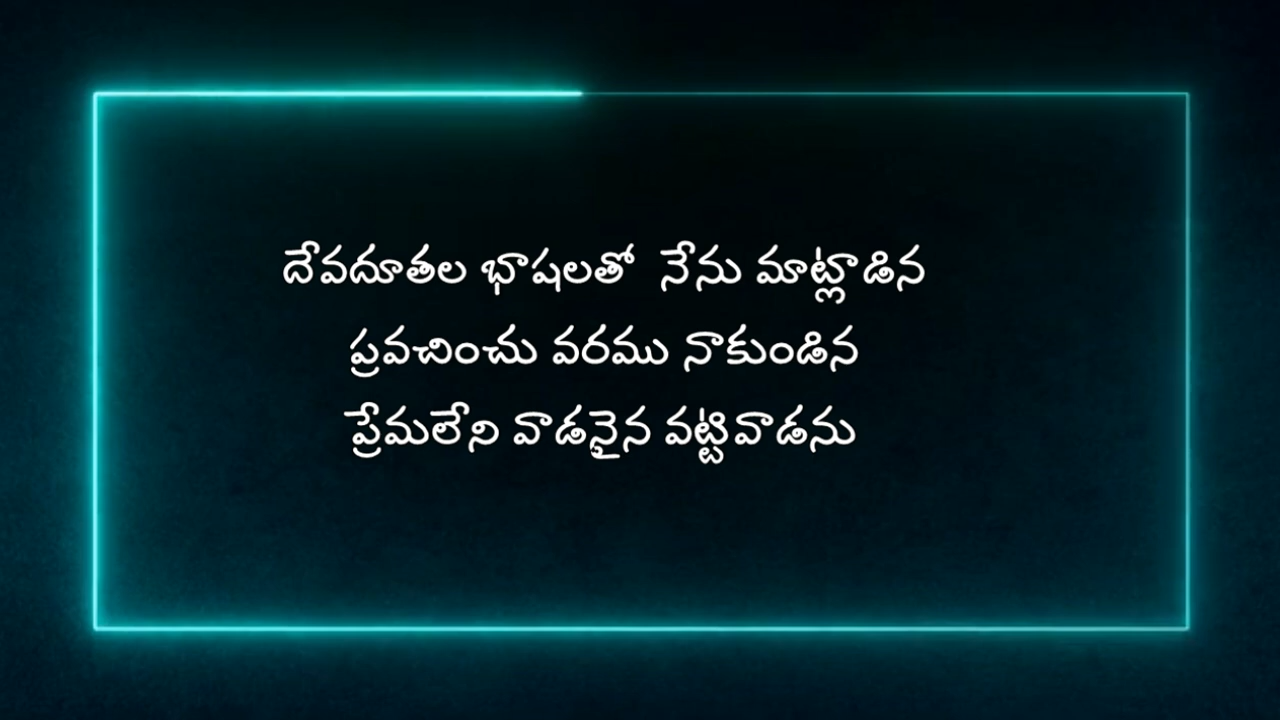 దేవదూతల భాషలతో నేను మాట్లాడిన
ప్రవచించు వరము నాకుండిన
ప్రేమలేని వాడనైన వట్టివాడను